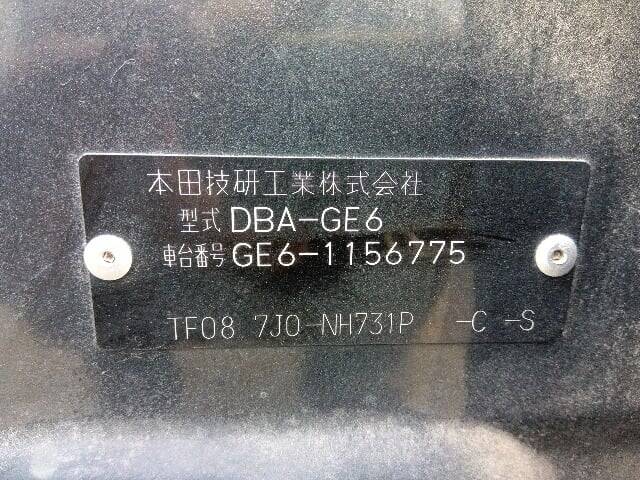 本田技研工業株式会社
型式 DBA-GE6
車台番号 GE6-1156775
TF08 7J0-NH731P -C -S